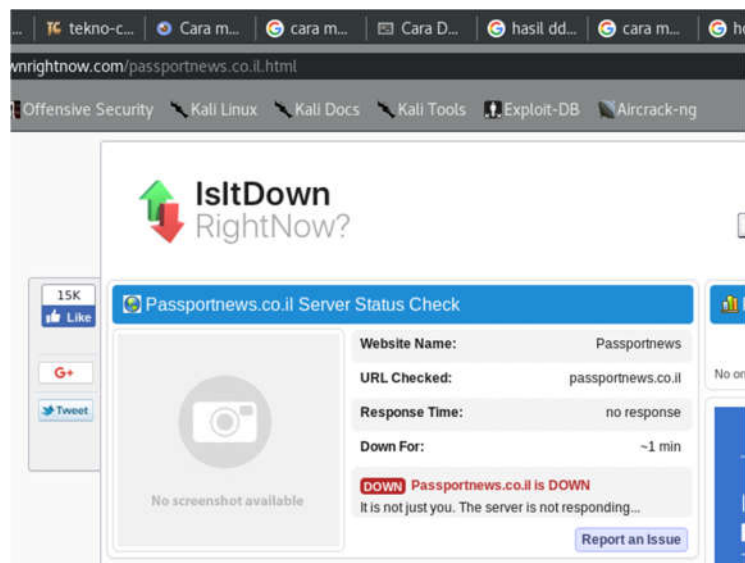 ... tekno-c... Cara m... cara m... Cara D... hasil dd... cara m...
wnrightnow.com/passportnews.co.il.html
Offensive Security Kali Linux Kali Docs Kali Tools Exploit-DB Aircrack-ng
IsItDown
RightNow?
15K
Like
G+
Tweet
Passportnews.co.il Server Status Check
Website Name: Passportnews
URL Checked: passportnews.co.il
Response Time: no response
Down For: ~1 min
DOWN Passportnews.co.il is DOWN
It is not just you. The server is not responding...
Report an Issue
No screenshot available
No on